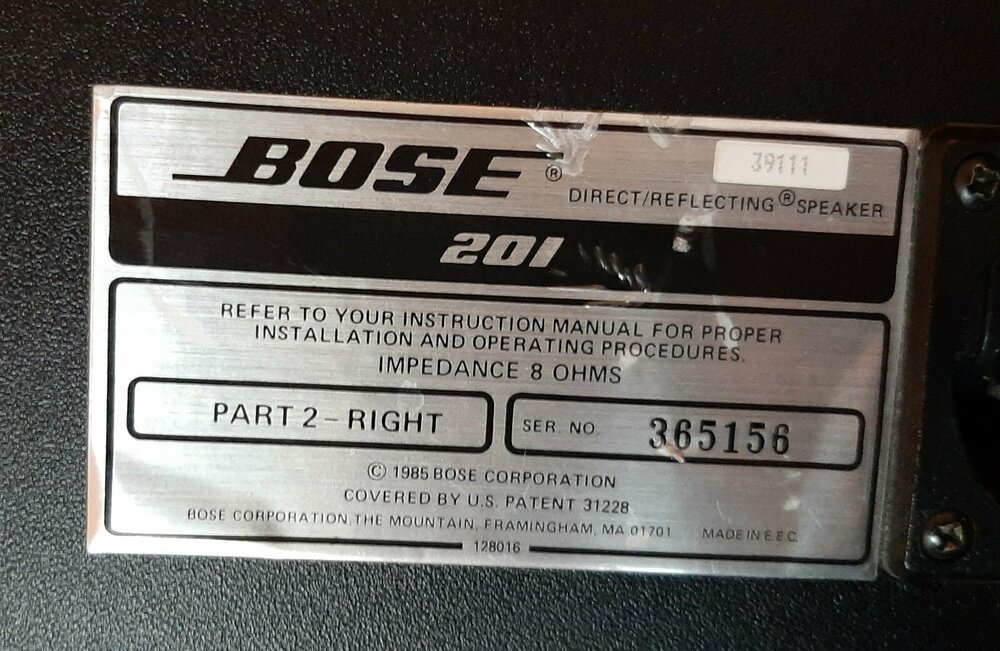 BOSE®
39111
DIRECT/REFLECTING® SPEAKER
201
REFER TO YOUR INSTRUCTION MANUAL FOR PROPER
INSTALLATION AND OPERATING PROCEDURES.
IMPEDANCE 8 OHMS
PART 2 - RIGHT
SER. NO. 365156
© 1985 BOSE CORPORATION
COVERED BY U.S. PATENT 31228
BOSE CORPORATION, THE MOUNTAIN, FRAMINGHAM, MA 01701 MADE IN E.E.C.
128016